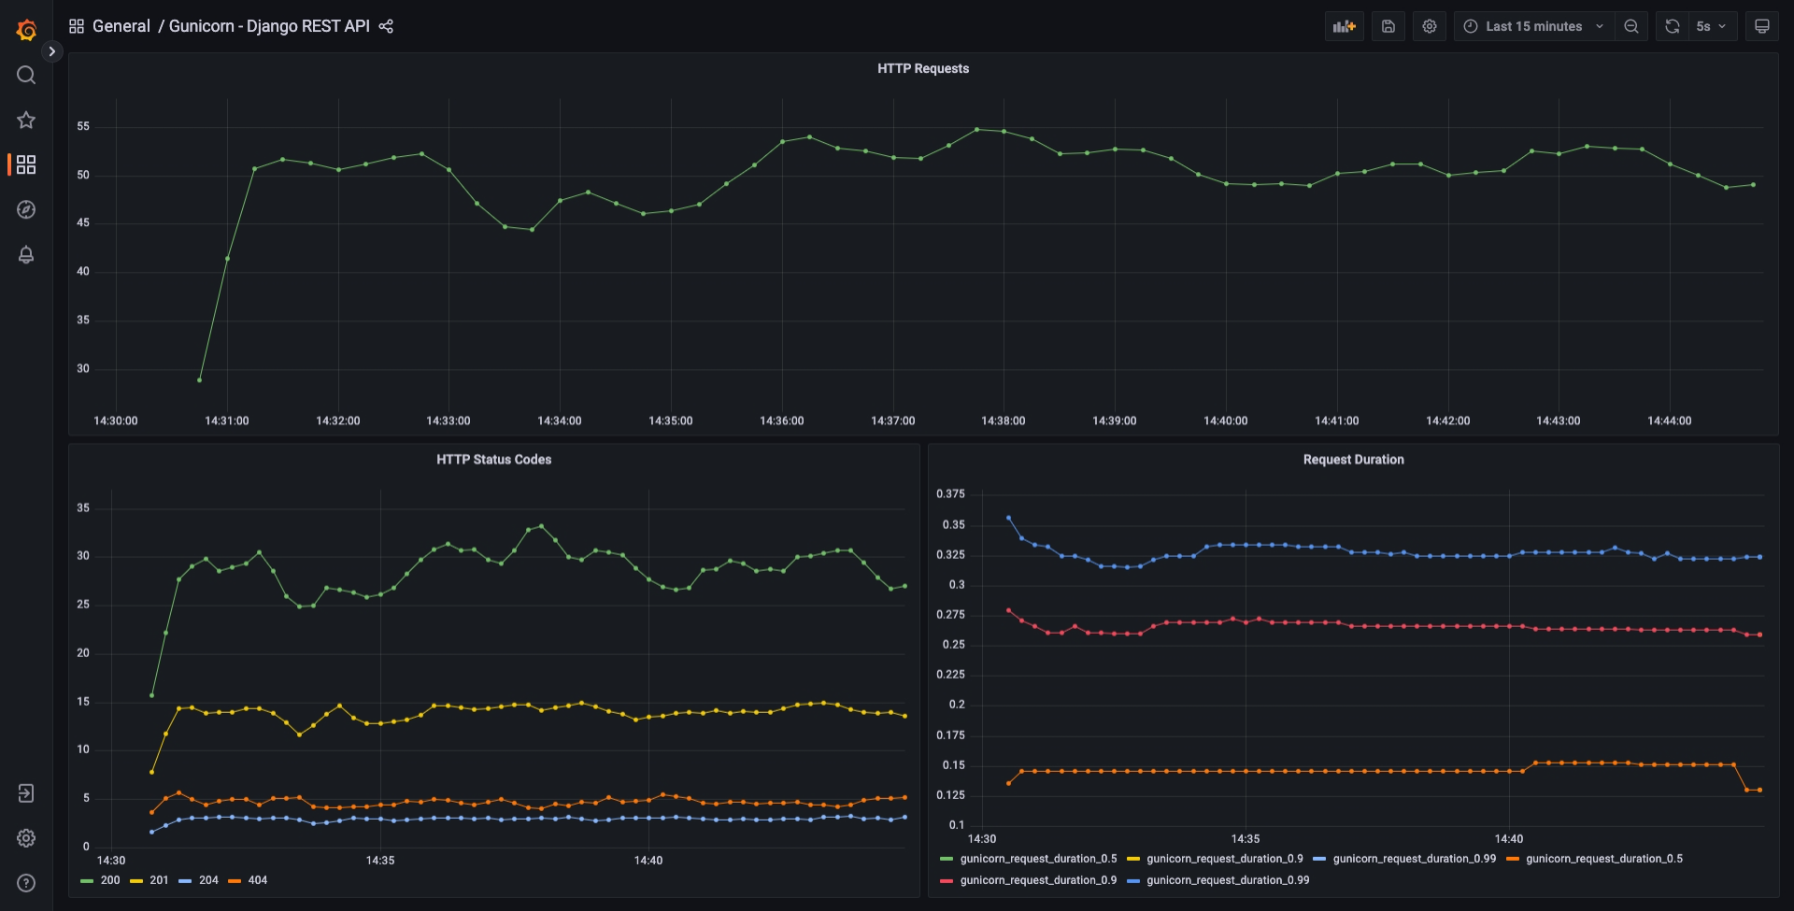 General / Gunicorn - Django REST API
Last 15 minutes
5s
HTTP Requests
55
50
45
40
35
30
14:30:00 14:31:00 14:32:00 14:33:00 14:34:00 14:35:00 14:36:00 14:37:00 14:38:00 14:39:00 14:40:00 14:41:00 14:42:00 14:43:00 14:44:00
HTTP Status Codes
35
30
25
20
15
10
5
0
14:30 14:35 14:40
200 201 204 404
Request Duration
0.375
0.35
0.325
0.3
0.275
0.25
0.225
0.2
0.175
0.15
0.125
0.1
14:30 14:35 14:40
gunicorn_request_duration_0.5 gunicorn_request_duration_0.9 gunicorn_request_duration_0.99 gunicorn_request_duration_0.5
gunicorn_request_duration_0.9 gunicorn_request_duration_0.99